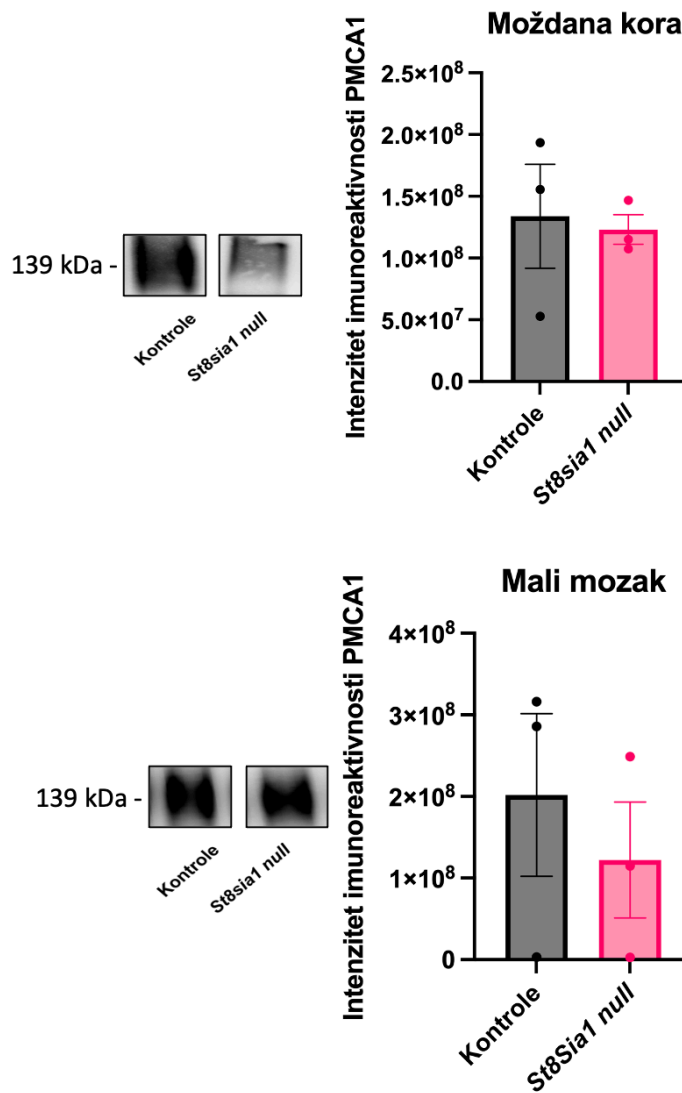 Moždana kora
Intenzitet imunoreaktivnosti PMCA1
2.5×10⁸
2.0×10⁸
1.5×10⁸
1.0×10⁸
5.0×10⁷
0.0
139 kDa -
Kontrole
St8sia1 null
Kontrole
St8sia1 null
Mali mozak
Intenzitet imunoreaktivnosti PMCA1
4×10⁸
3×10⁸
2×10⁸
1×10⁸
0
139 kDa -
Kontrole
St8sia1 null
Kontrole
St8Sia1 null